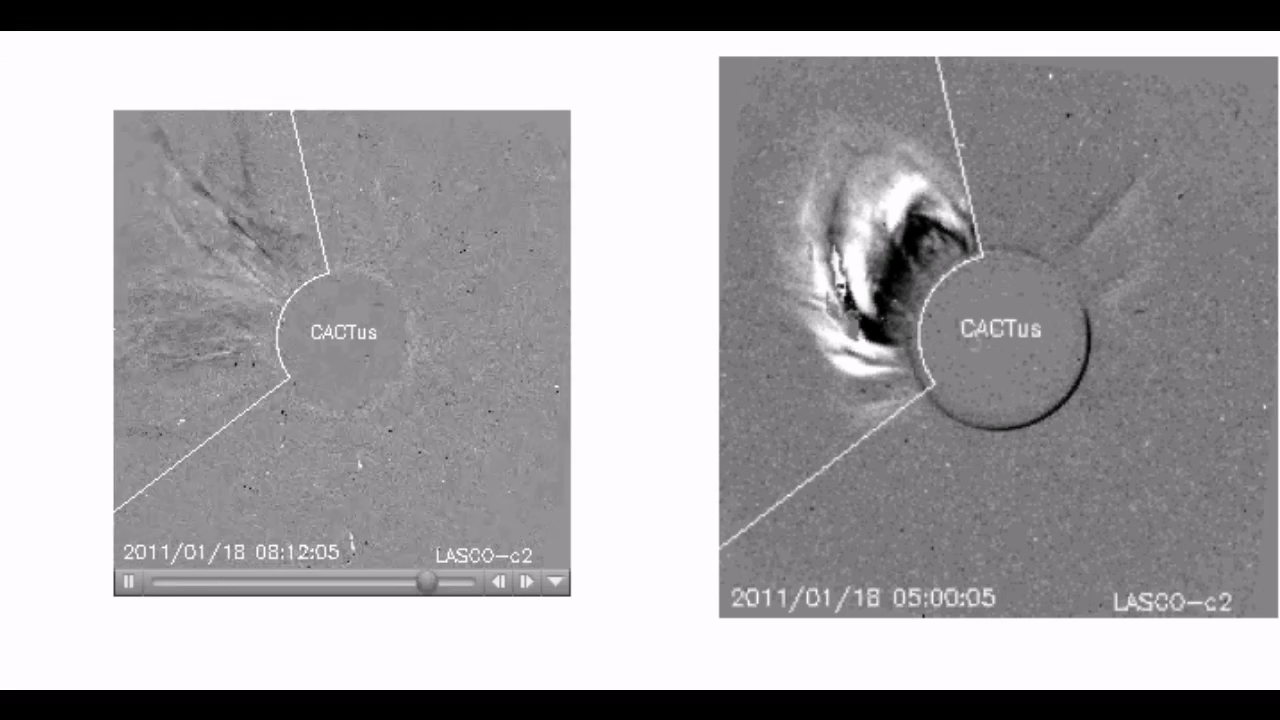 CACTus
2011/01/18 08:12:05
LASCO-c2
CACTus
2011/01/18 05:00:05
LASCO-c2